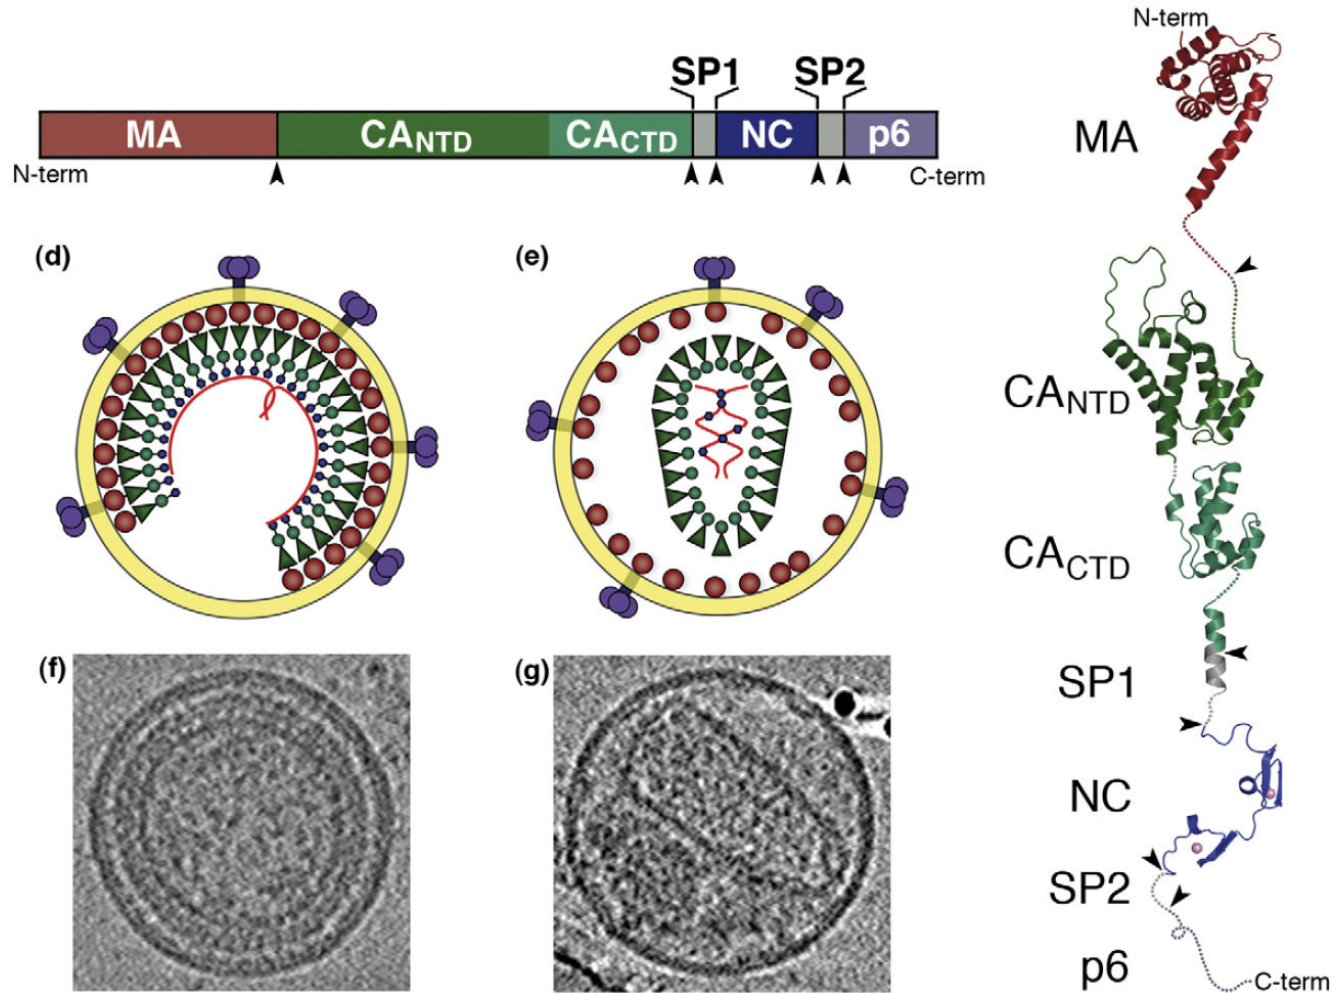 SP1 SP2
MA CANTD CACTD NC p6
N-term C-term
(d) (e)
(f) (g)
N-term
MA
CANTD
CACTD
SP1
NC
SP2
p6
C-term